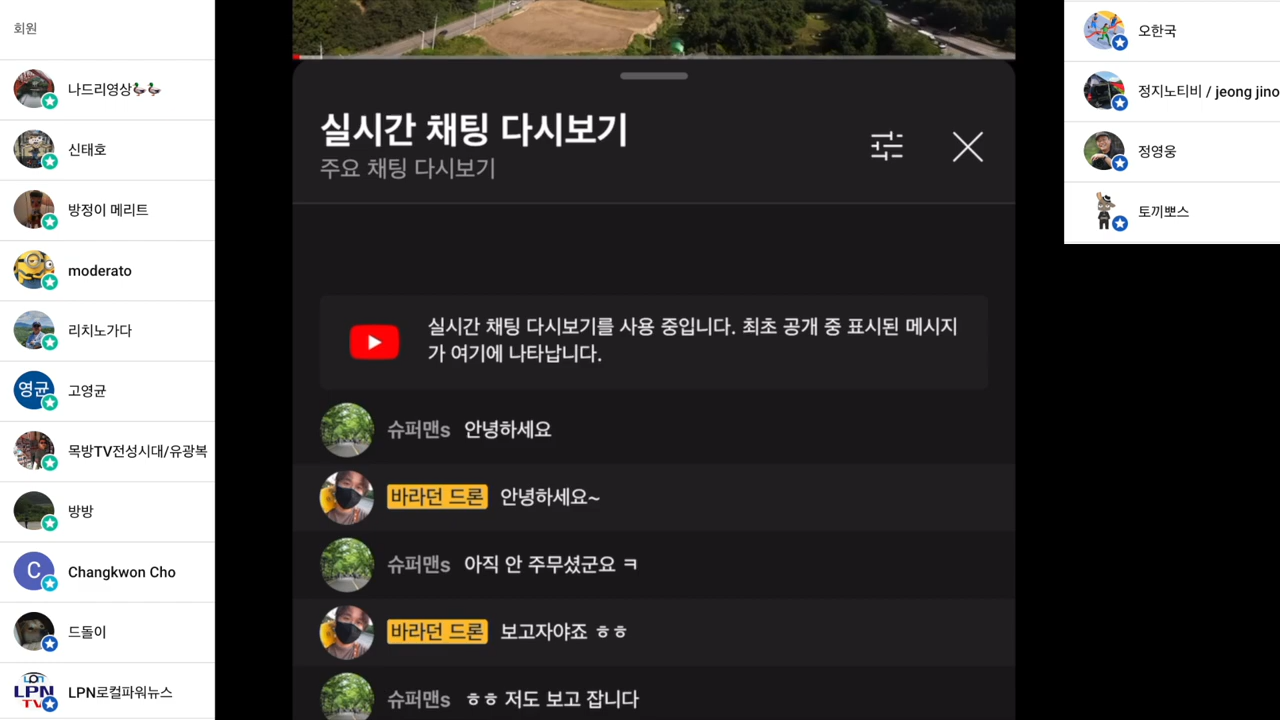 회원
나드리영상🦆🦆
신태호
방정이 메리트
moderato
리치노가다
영균
고영균
목방TV전성시대/유광복
방방
C
Changkwon Cho
드돌이
LPN
TV
LPN로컬파워뉴스
실시간 채팅 다시보기
주요 채팅 다시보기
실시간 채팅 다시보기를 사용 중입니다. 최초 공개 중 표시된 메시지
가 여기에 나타납니다.
슈퍼맨s 안녕하세요
바라던 드론 안녕하세요~
슈퍼맨s 아직 안 주무셨군요 ㅋ
바라던 드론 보고자야죠 ㅎㅎ
슈퍼맨s ㅎㅎ 저도 보고 잡니다
오한국
정지노티비 / jeong jino
정영웅
토끼뽀스